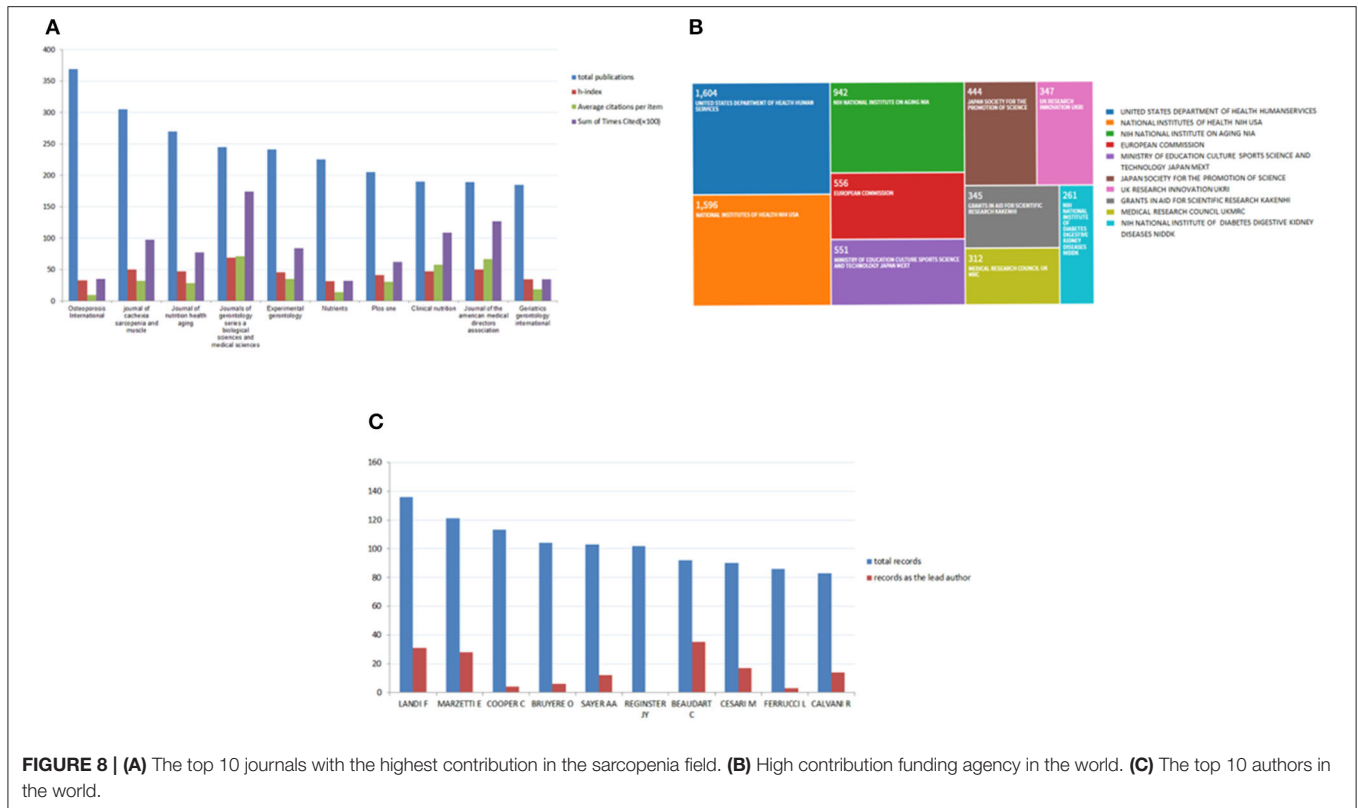 A
400
350
300
250
200
150
100
50
0
total publications
h-index
Average citations per item
Sum of Times Cited(×100)
Osteoporosis
International
journal of
cachexia
sarcopenia and
muscle
Journal of
nutrition health
aging
Journals of
gerontology
series a
biological
sciences and
medical sciences
Experimental
gerontology
Nutrients
Plos one
Clinical nutrition
Journal of the
american medical
directors
association
Geriatrics
gerontology
international
B
1,604
UNITED STATES DEPARTMENT OF HEALTH HUMAN
SERVICES
1,596
NATIONAL INSTITUTES OF HEALTH NIH USA
942
NIH NATIONAL INSTITUTE ON AGING NIA
556
EUROPEAN COMMISSION
551
MINISTRY OF EDUCATION CULTURE SPORTS SCIENCE
AND TECHNOLOGY JAPAN MEXT
444
JAPAN SOCIETY FOR THE
PROMOTION OF SCIENCE
347
UK RESEARCH
INNOVATION UKRI
345
GRANTS IN AID FOR SCIENTIFIC
RESEARCH KAKENHI
312
MEDICAL RESEARCH COUNCIL UK
MRC
261
NIH
NATIONAL
INSTITUTE
OF
DIABETES
DIGESTIVE
KIDNEY
DISEASES
NIDDK
UNITED STATES DEPARTMENT OF HEALTH HUMANSERVICES
NATIONAL INSTITUTES OF HEALTH NIH USA
NIH NATIONAL INSTITUTE ON AGING NIA
EUROPEAN COMMISSION
MINISTRY OF EDUCATION CULTURE SPORTS SCIENCE AND
TECHNOLOGY JAPAN MEXT
JAPAN SOCIETY FOR THE PROMOTION OF SCIENCE
UK RESEARCH INNOVATION UKRI
GRANTS IN AID FOR SCIENTIFIC RESEARCH KAKENHI
MEDICAL RESEARCH COUNCIL UKMRC
NIH NATIONAL INSTITUTE OF DIABETES DIGESTIVE KIDNEY
DISEASES NIDDK
C
160
140
120
100
80
60
40
20
0
total records
records as the lead author
LANDI F
MARZETTI E
COOPER C
BRUYERE O
SAYER AA
REGINSTER
JY
BEAUDART
C
CESARI M
FERRUCCI L
CALVANI R
FIGURE 8 | (A) The top 10 journals with the highest contribution in the sarcopenia field. (B) High contribution funding agency in the world. (C) The top 10 authors in
the world.